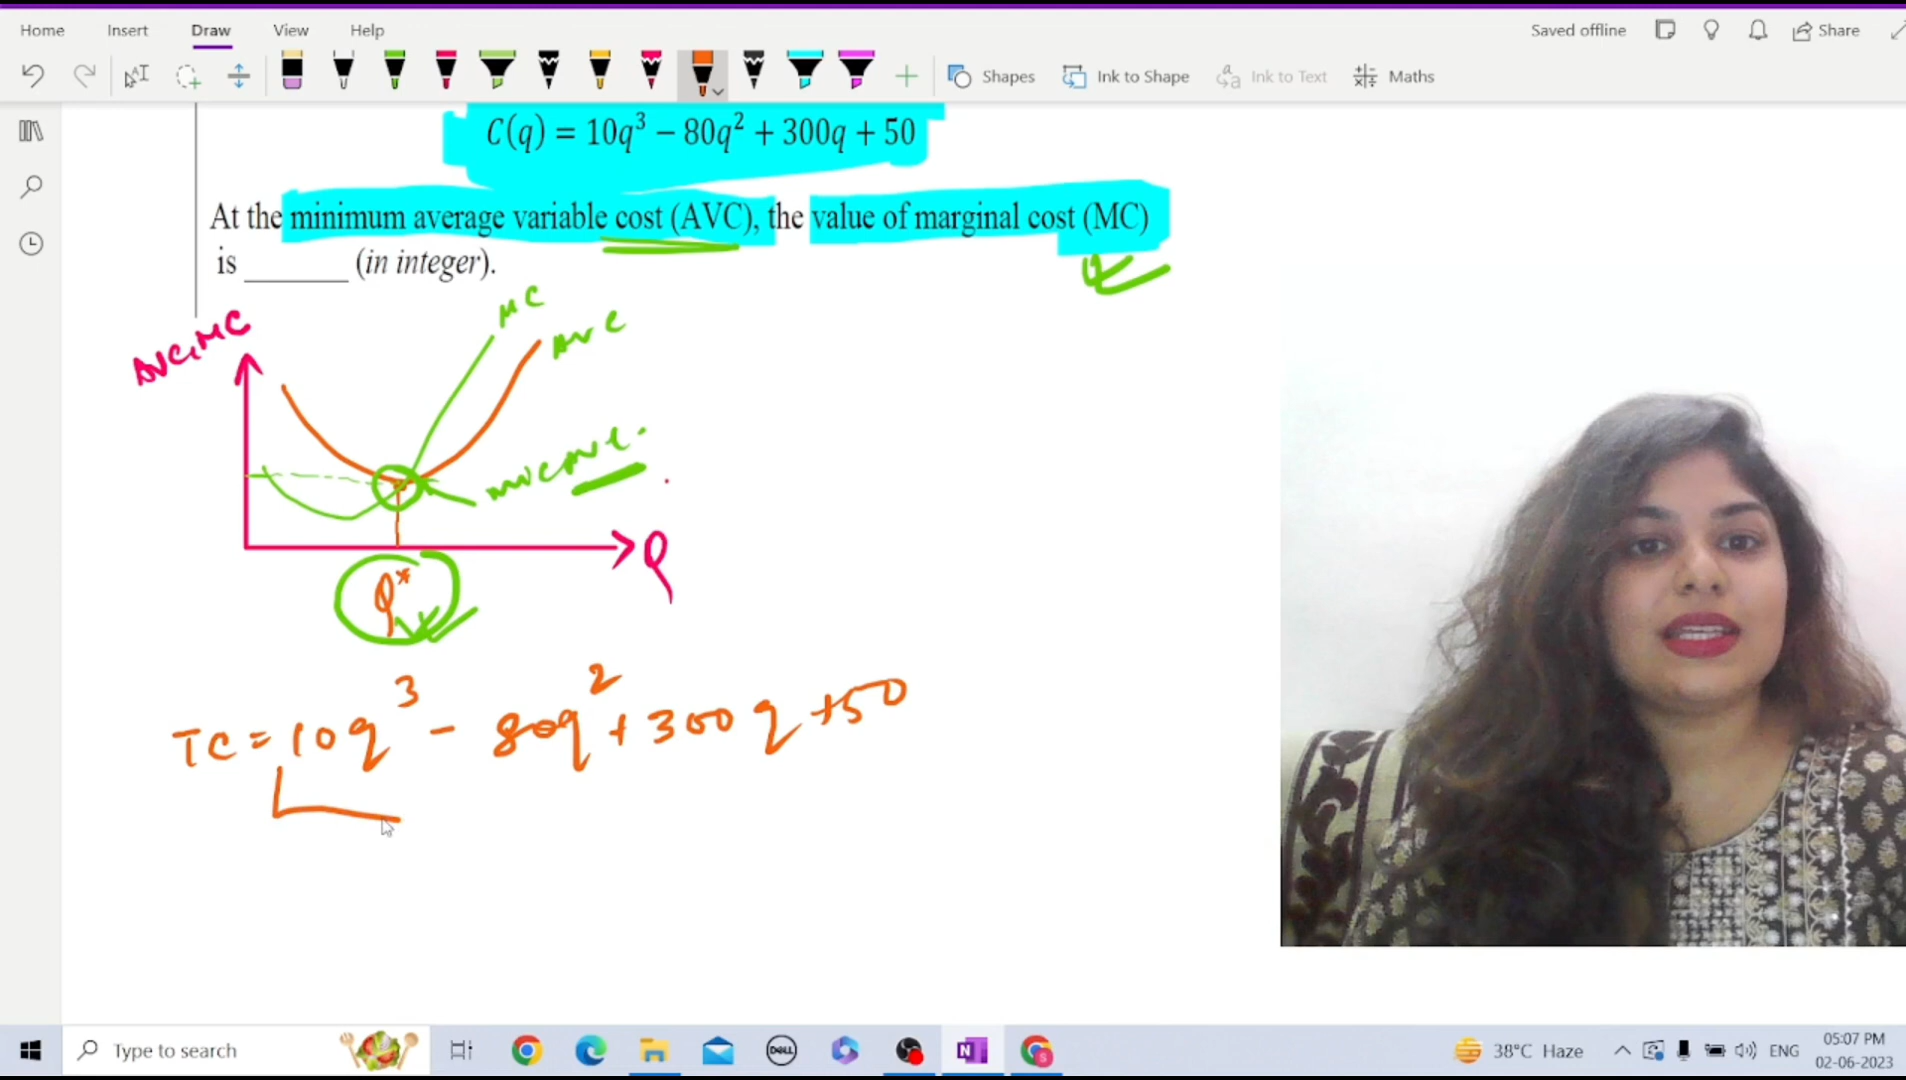 Home Insert Draw View Help Saved offline Share
Shapes Ink to Shape Ink to Text Maths
C(q) = 10q³ − 80q² + 300q + 50
At the minimum average variable cost (AVC), the value of marginal cost (MC)
is ________ (in integer).
AVC, MC
MC
AVC
Q
Q*
TC = 10q³ - 80q² + 300q + 50
Type to search
DELL
N
S
38°C Haze
ENG
05:07 PM
02-06-2023